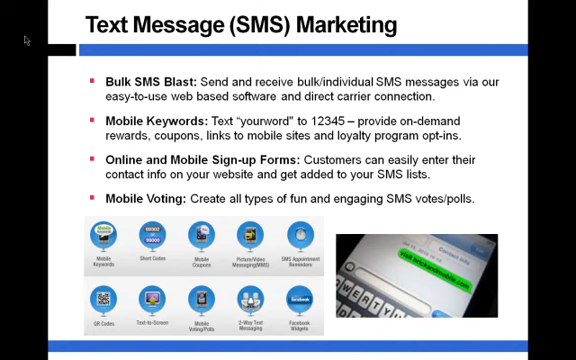 Text Message (SMS) Marketing
Bulk SMS Blast: Send and receive bulk/individual SMS messages via our
easy-to-use web based software and direct carrier connection.
Mobile Keywords: Text “yourword” to 12345 – provide on-demand
rewards, coupons, links to mobile sites and loyalty program opt-ins.
Online and Mobile Sign-up Forms: Customers can easily enter their
contact info on your website and get added to your SMS lists.
Mobile Voting: Create all types of fun and engaging SMS votes/polls.
Mobile
Keywords
Short Codes
Mobile
Coupons
Picture/Video
Messaging(MMS)
SMS Appointment
Reminders
QR Codes
Text-to-Screen
Mobile
Voting/Polls
2-Way Text
Messaging
Facebook
Widgets
Contact Info
visit brickandmobile.com